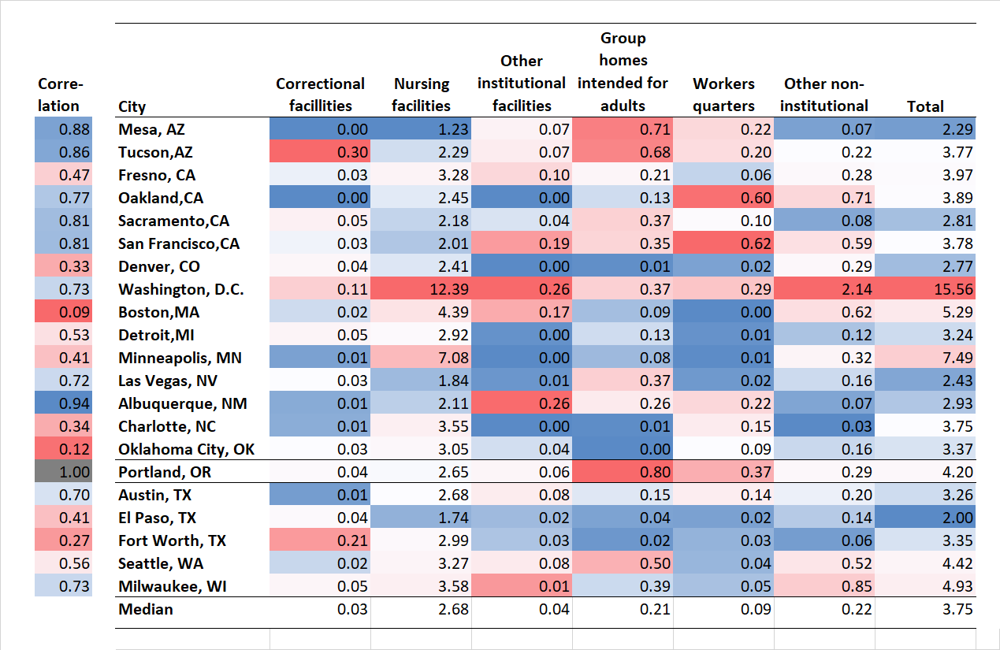 Group
homes
Other
Corre- Correctional Nursing institutional intended for Workers Other non-
lation City facillities facilities facilities adults quarters institutional Total
0.88 Mesa, AZ 0.00 1.23 0.07 0.71 0.22 0.07 2.29
0.86 Tucson,AZ 0.30 2.29 0.07 0.68 0.20 0.22 3.77
0.47 Fresno, CA 0.03 3.28 0.10 0.21 0.06 0.28 3.97
0.77 Oakland,CA 0.00 2.45 0.00 0.13 0.60 0.71 3.89
0.81 Sacramento,CA 0.05 2.18 0.04 0.37 0.10 0.08 2.81
0.81 San Francisco,CA 0.03 2.01 0.19 0.35 0.62 0.59 3.78
0.33 Denver, CO 0.04 2.41 0.00 0.01 0.02 0.29 2.77
0.73 Washington, D.C. 0.11 12.39 0.26 0.37 0.29 2.14 15.56
0.09 Boston,MA 0.02 4.39 0.17 0.09 0.00 0.62 5.29
0.53 Detroit,MI 0.05 2.92 0.00 0.13 0.01 0.12 3.24
0.41 Minneapolis, MN 0.01 7.08 0.00 0.08 0.01 0.32 7.49
0.72 Las Vegas, NV 0.03 1.84 0.01 0.37 0.02 0.16 2.43
0.94 Albuquerque, NM 0.01 2.11 0.26 0.26 0.22 0.07 2.93
0.34 Charlotte, NC 0.01 3.55 0.00 0.01 0.15 0.03 3.75
0.12 Oklahoma City, OK 0.03 3.05 0.04 0.00 0.09 0.16 3.37
1.00 Portland, OR 0.04 2.65 0.06 0.80 0.37 0.29 4.20
0.70 Austin, TX 0.01 2.68 0.08 0.15 0.14 0.20 3.26
0.41 El Paso, TX 0.04 1.74 0.02 0.04 0.02 0.14 2.00
0.27 Fort Worth, TX 0.21 2.99 0.03 0.02 0.03 0.06 3.35
0.56 Seattle, WA 0.02 3.27 0.08 0.50 0.04 0.52 4.42
0.73 Milwaukee, WI 0.05 3.58 0.01 0.39 0.05 0.85 4.93
Median 0.03 2.68 0.04 0.21 0.09 0.22 3.75